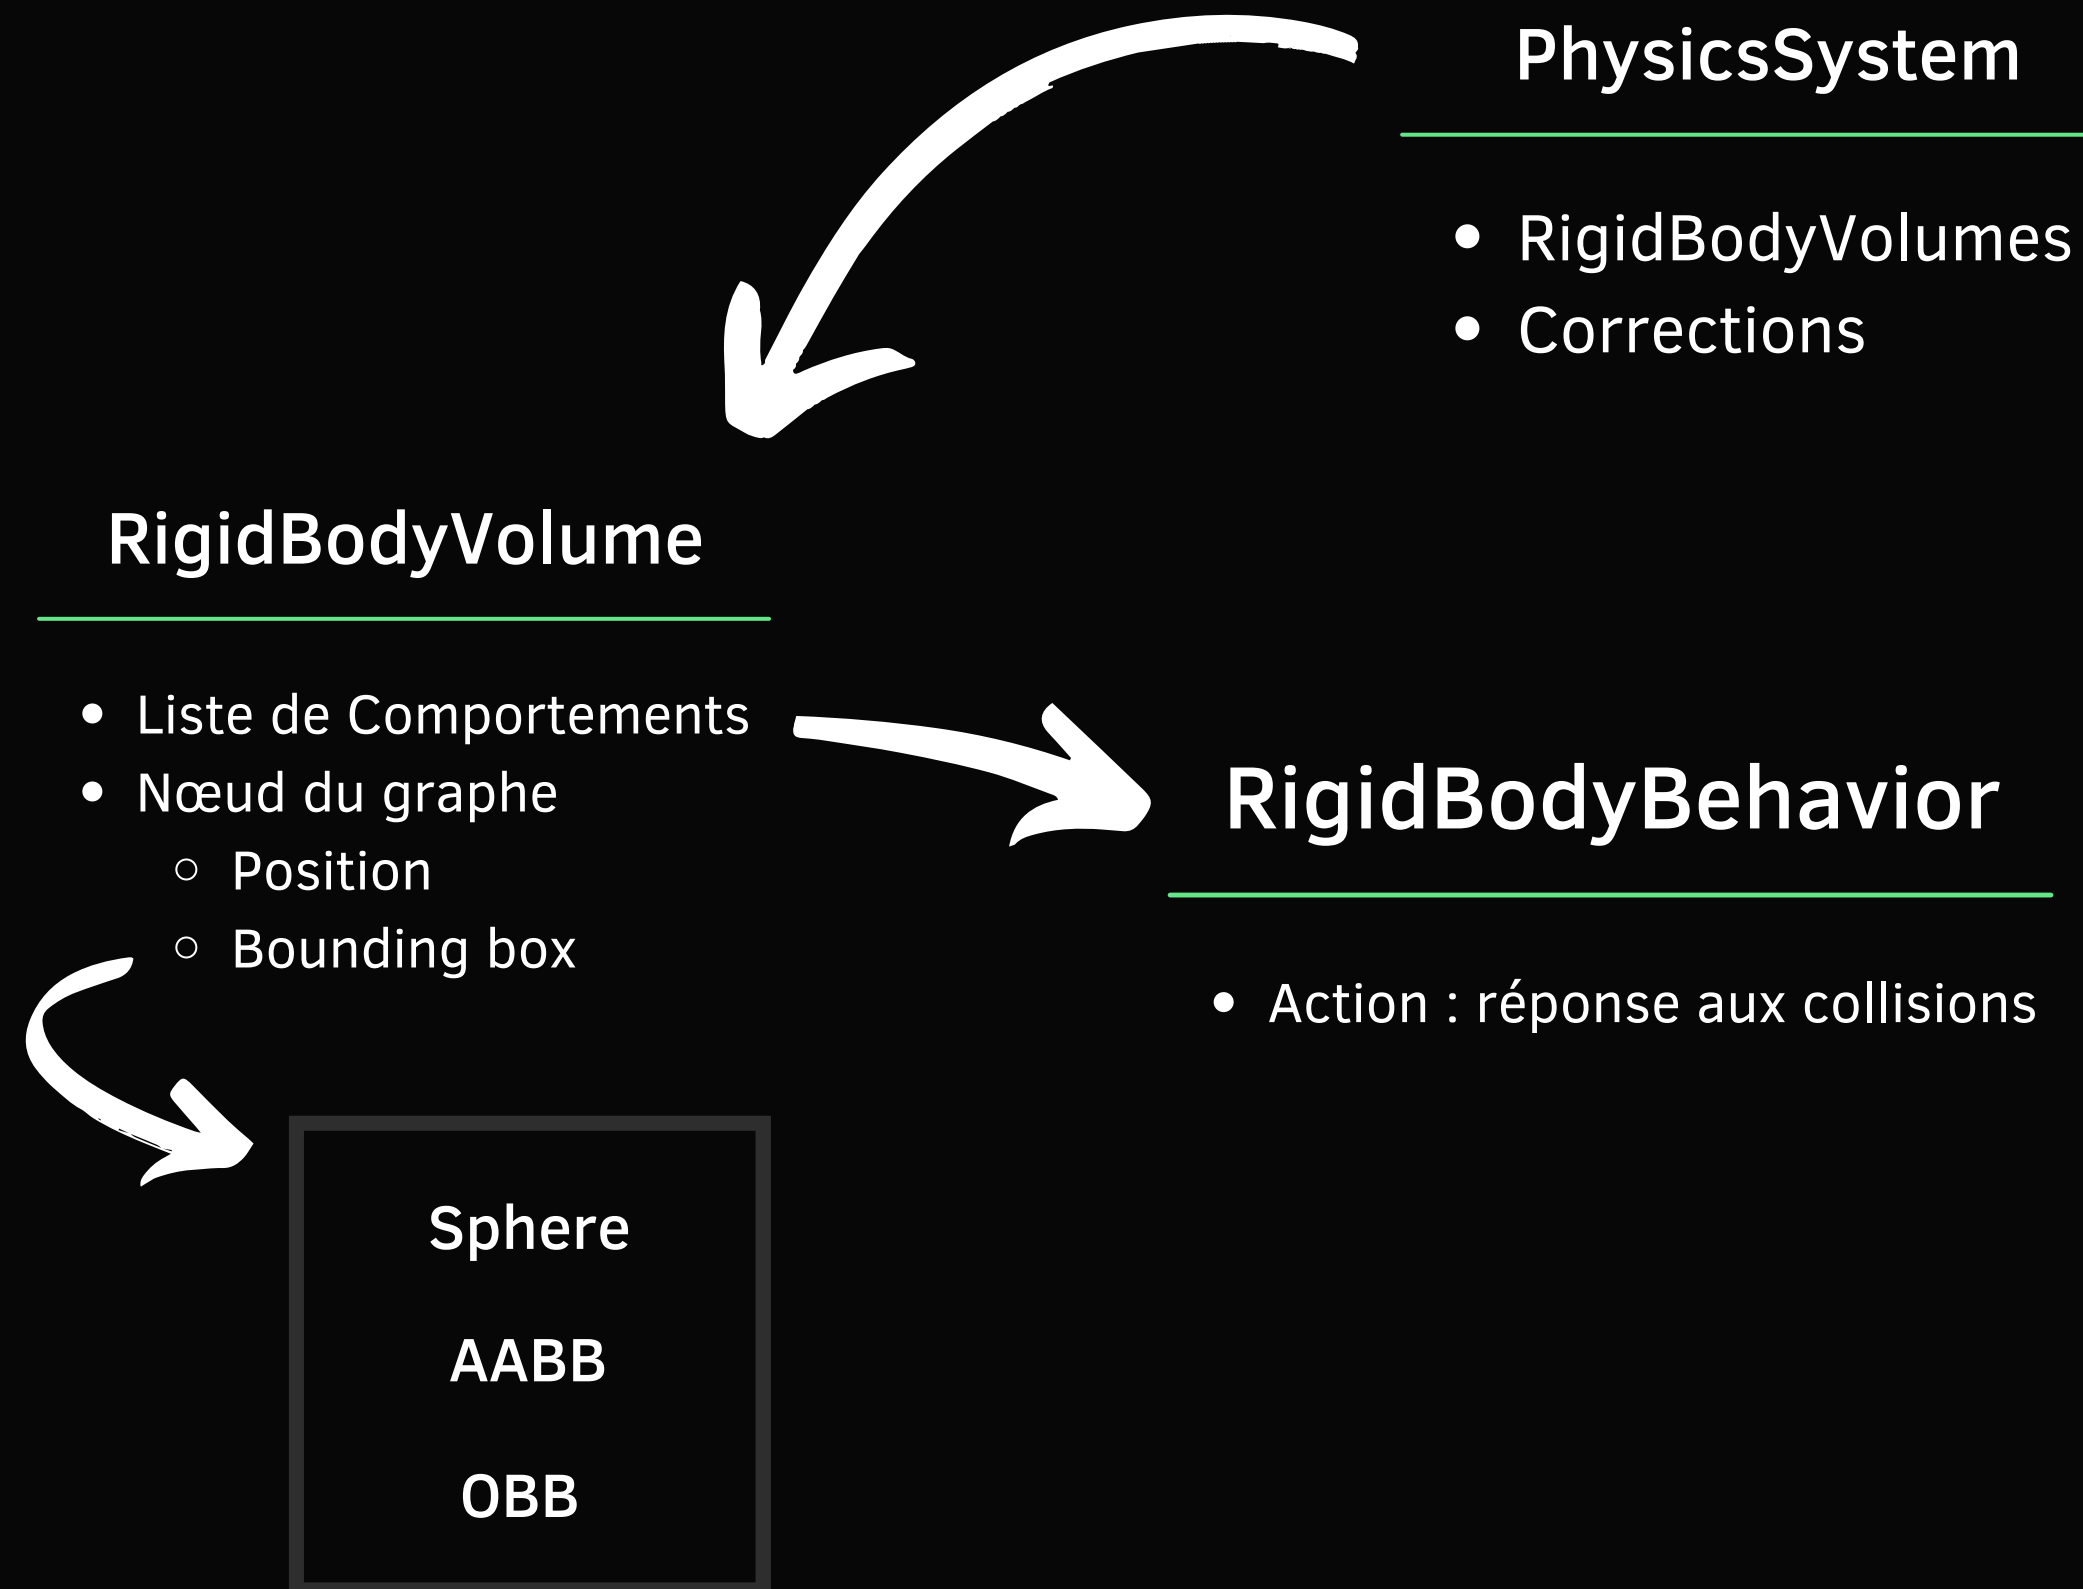 PhysicsSystem
RigidBodyVolumes
Corrections
RigidBodyVolume
Liste de Comportements
Nœud du graphe
Position
Bounding box
RigidBodyBehavior
Action : réponse aux collisions
Sphere
AABB
OBB